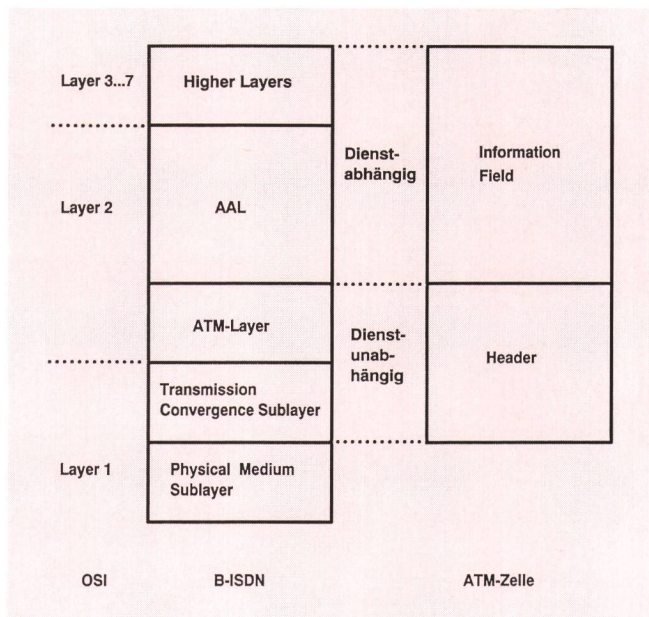 Layer 3...7
Higher Layers
Dienst-
abhängig
Information
Field
Layer 2
AAL
ATM-Layer
Dienst-
unab-
hängig
Header
Transmission
Convergence Sublayer
Layer 1
Physical Medium
Sublayer
OSI
B-ISDN
ATM-Zelle